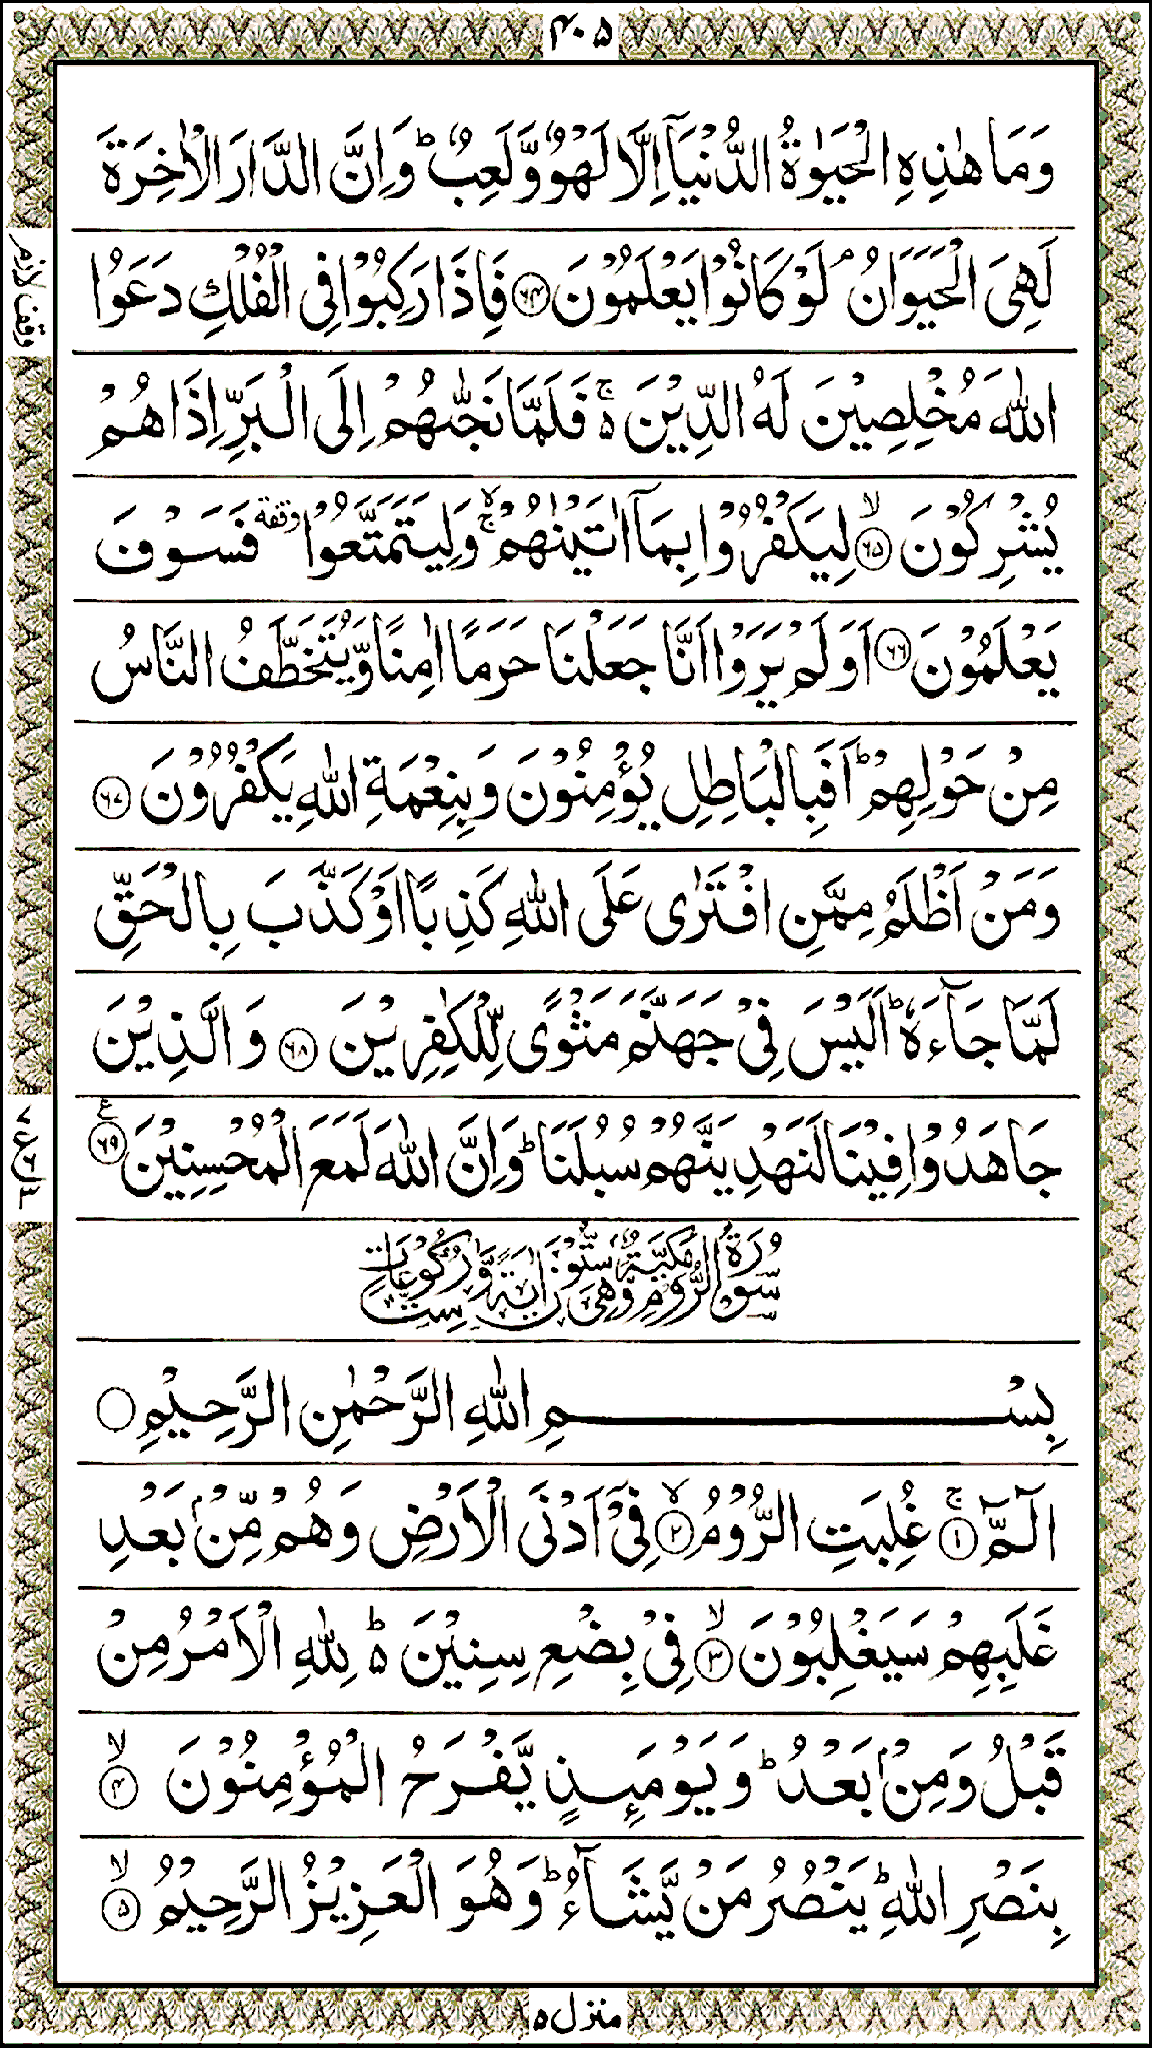 ۴۰۵
وَمَا هٰذِهِ الْحَيٰوةُ الدُّنْيَآ اِلَّا لَهْوٌ وَّلَعِبٌ ؕ وَاِنَّ الدَّارَ الْاٰخِرَةَ
لَهِىَ الْحَيَوَانُ ۘ لَوْ كَانُوْا يَعْلَمُوْنَ ﴿۶۴﴾ فَاِذَا رَكِبُوْا فِى الْفُلْكِ دَعَوُا
وقف لازم
اللّٰهَ مُخْلِصِيْنَ لَهُ الدِّيْنَ ۚ۬ فَلَمَّا نَجّٰىهُمْ اِلَى الْبَرِّ اِذَا هُمْ
يُشْرِكُوْنَ ﴿ۙ۶۵﴾ لِيَكْفُرُوْا بِمَآ اٰتَيْنٰهُمْ ۚۙ وَلِيَتَمَتَّعُوْا وقفة فَسَوْفَ
يَعْلَمُوْنَ ﴿۶۶﴾ اَوَلَمْ يَرَوْا اَنَّا جَعَلْنَا حَرَمًا اٰمِنًا وَّيُتَخَطَّفُ النَّاسُ
مِنْ حَوْلِهِمْ ؕ اَفَبِالْبَاطِلِ يُؤْمِنُوْنَ وَبِنِعْمَةِ اللّٰهِ يَكْفُرُوْنَ ﴿۶۷﴾
وَمَنْ اَظْلَمُ مِمَّنِ افْتَرٰى عَلَى اللّٰهِ كَذِبًا اَوْ كَذَّبَ بِالْحَقِّ
لَمَّا جَآءَهٗ ؕ اَلَيْسَ فِىْ جَهَنَّمَ مَثْوًى لِّلْكٰفِرِيْنَ ﴿۶۸﴾ وَالَّذِيْنَ
جَاهَدُوْا فِيْنَا لَنَهْدِيَنَّهُمْ سُبُلَنَا ؕ وَاِنَّ اللّٰهَ لَمَعَ الْمُحْسِنِيْنَ ﴿۶۹﴾ ع
سُوْرَةُ الرُّوْمِ مَكِّيَّةٌ وَّهِىَ سِتُّوْنَ اٰيَةً وَّسِتُّ رُكُوْعَاتٍ
بِسْمِ اللّٰهِ الرَّحْمٰنِ الرَّحِيْمِ
الٓمّٓ ﴿ۚ۱﴾ غُلِبَتِ الرُّوْمُ ﴿ۙ۲﴾ فِىْٓ اَدْنَى الْاَرْضِ وَهُمْ مِّنْۢ بَعْدِ
غَلَبِهِمْ سَيَغْلِبُوْنَ ﴿ۙ۳﴾ فِىْ بِضْعِ سِنِيْنَ ؕ۬ لِلّٰهِ الْاَمْرُ مِنْ
قَبْلُ وَمِنْۢ بَعْدُ ؕ وَيَوْمَئِذٍ يَّفْرَحُ الْمُؤْمِنُوْنَ ﴿ۙ۴﴾
بِنَصْرِ اللّٰهِ ؕ يَنْصُرُ مَنْ يَّشَآءُ ؕ وَهُوَ الْعَزِيْزُ الرَّحِيْمُ ﴿ۙ۵﴾
منزل ۵